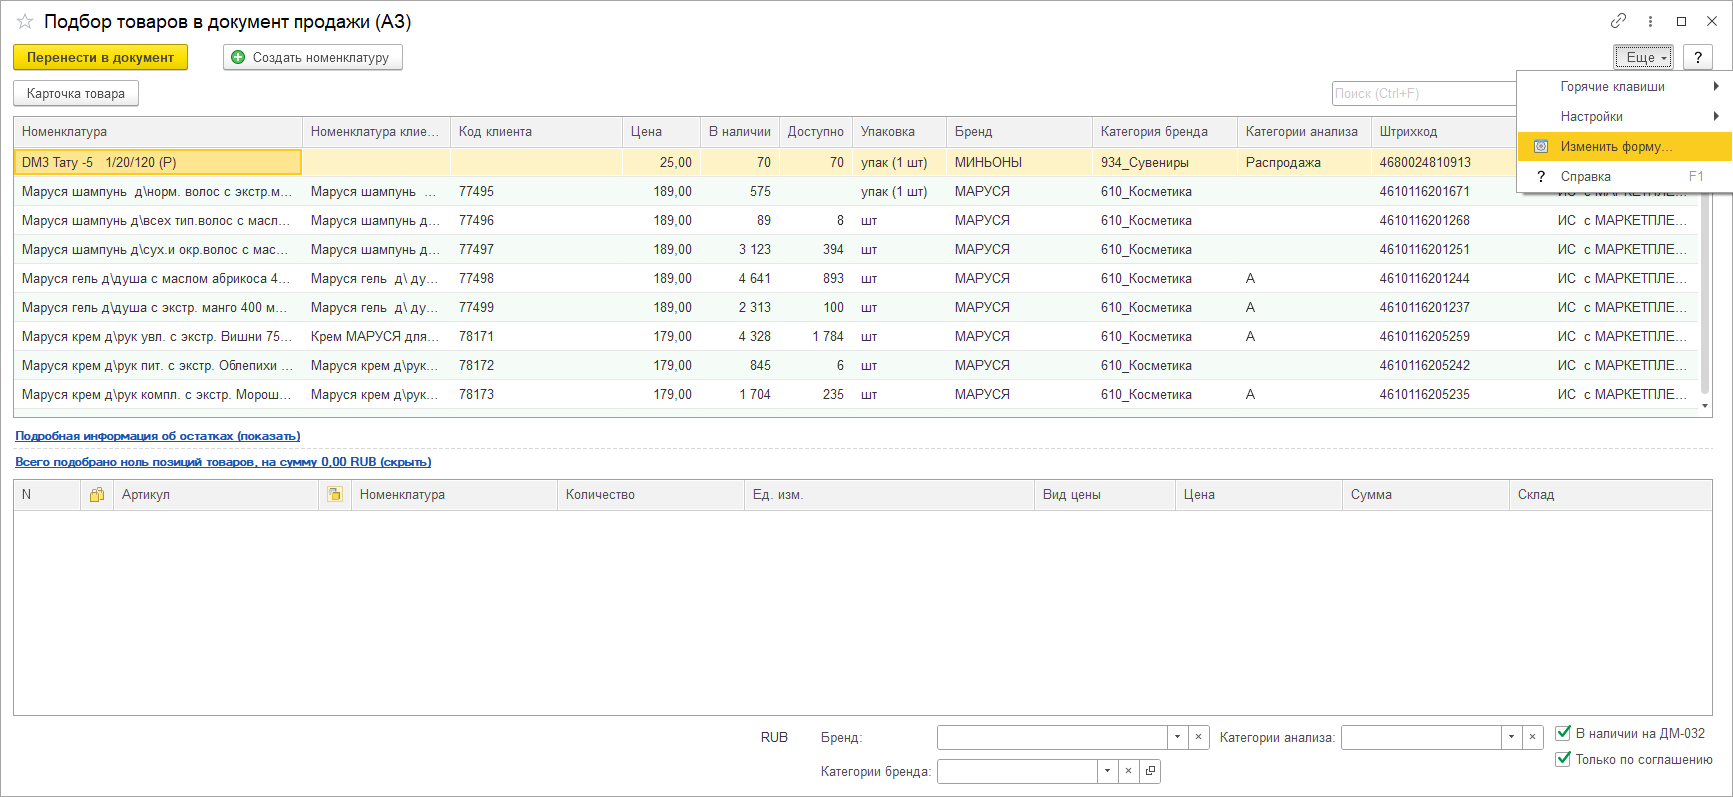 Подбор товаров в документ продажи (АЗ)
Перенести в документ
Создать номенклатуру
Еще
?
Карточка товара
Поиск (Ctrl+F)
Горячие клавиши
Настройки
Изменить форму...
? Справка F1
Номенклатура Номенклатура клие... Код клиента Цена В наличии Доступно Упаковка Бренд Категория бренда Категории анализа Штрихкод
DM3 Тату -5 1/20/120 (Р) 25,00 70 70 упак (1 шт) МИНЬОНЫ 934_Сувениры Распродажа 4680024810913
Маруся шампунь д\норм. волос с экстр.м... Маруся шампунь ... 77495 189,00 575 упак (1 шт) МАРУСЯ 610_Косметика 4610116201671 ИС с МАРКЕТПЛЕ...
Маруся шампунь д\всех тип.волос с масл... Маруся шампунь д... 77496 189,00 89 8 шт МАРУСЯ 610_Косметика 4610116201268 ИС с МАРКЕТПЛЕ...
Маруся шампунь д\сух.и окр.волос с мас... Маруся шампунь д... 77497 189,00 3 123 394 шт МАРУСЯ 610_Косметика 4610116201251 ИС с МАРКЕТПЛЕ...
Маруся гель д\душа с маслом абрикоса 4... Маруся гель д\ ду... 77498 189,00 4 641 893 шт МАРУСЯ 610_Косметика А 4610116201244 ИС с МАРКЕТПЛЕ...
Маруся гель д\душа с экстр. манго 400 м... Маруся гель д\ ду... 77499 189,00 2 313 100 шт МАРУСЯ 610_Косметика А 4610116201237 ИС с МАРКЕТПЛЕ...
Маруся крем д\рук увл. с экстр. Вишни 75... Крем МАРУСЯ для... 78171 179,00 4 328 1 784 шт МАРУСЯ 610_Косметика А 4610116205259 ИС с МАРКЕТПЛЕ...
Маруся крем д\рук пит. с экстр. Облепихи ... Маруся крем д\рук... 78172 179,00 845 6 шт МАРУСЯ 610_Косметика 4610116205242 ИС с МАРКЕТПЛЕ...
Маруся крем д\рук компл. с экстр. Морош... Маруся крем д\рук... 78173 179,00 1 704 235 шт МАРУСЯ 610_Косметика А 4610116205235 ИС с МАРКЕТПЛЕ...
Подробная информация об остатках (показать)
Всего подобрано ноль позиций товаров, на сумму 0,00 RUB (скрыть)
N Артикул Номенклатура Количество Ед. изм. Вид цены Цена Сумма Склад
RUB Бренд: Категории анализа: В наличии на ДМ-032
Категории бренда: Только по соглашению